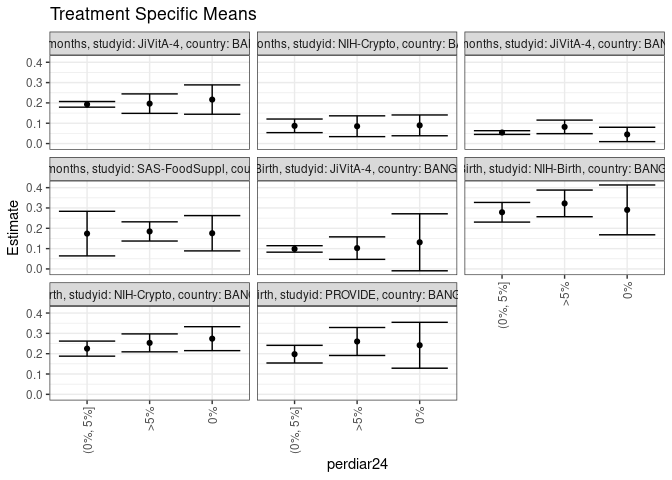 Treatment Specific Means
months, studyid: JiVitA-4, country: BAN
onths, studyid: NIH-Crypto, country: BA
months, studyid: JiVitA-4, country: BAN
0.4
0.3
0.2
0.1
0.0
months, studyid: SAS-FoodSuppl, cou
Birth, studyid: JiVitA-4, country: BANG
irth, studyid: NIH-Birth, country: BANG
0.4
0.3
0.2
0.1
0.0
Estimate
rth, studyid: NIH-Crypto, country: BANG
irth, studyid: PROVIDE, country: BANG
(0%, 5%]
>5%
0%
0.4
0.3
0.2
0.1
0.0
(0%, 5%]
>5%
0%
(0%, 5%]
>5%
0%
perdiar24